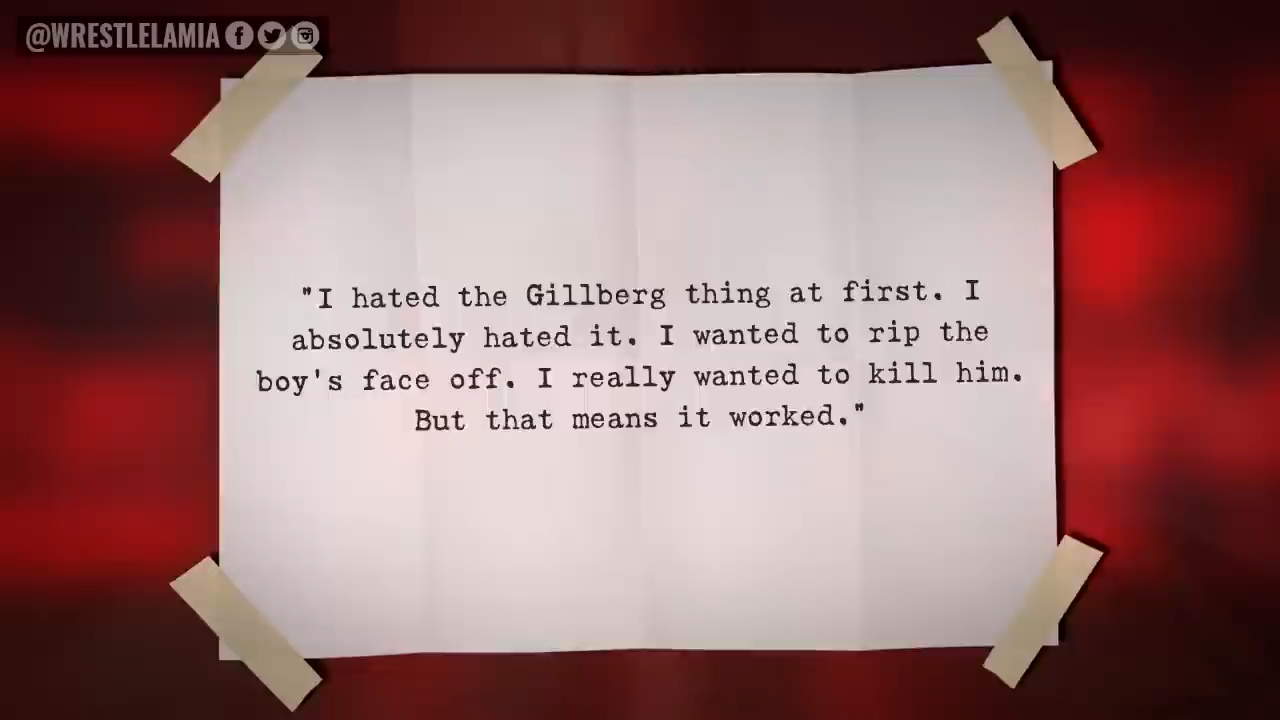 @WRESTLELAMIA
"I hated the Gillberg thing at first. I
absolutely hated it. I wanted to rip the
boy's face off. I really wanted to kill him.
But that means it worked."